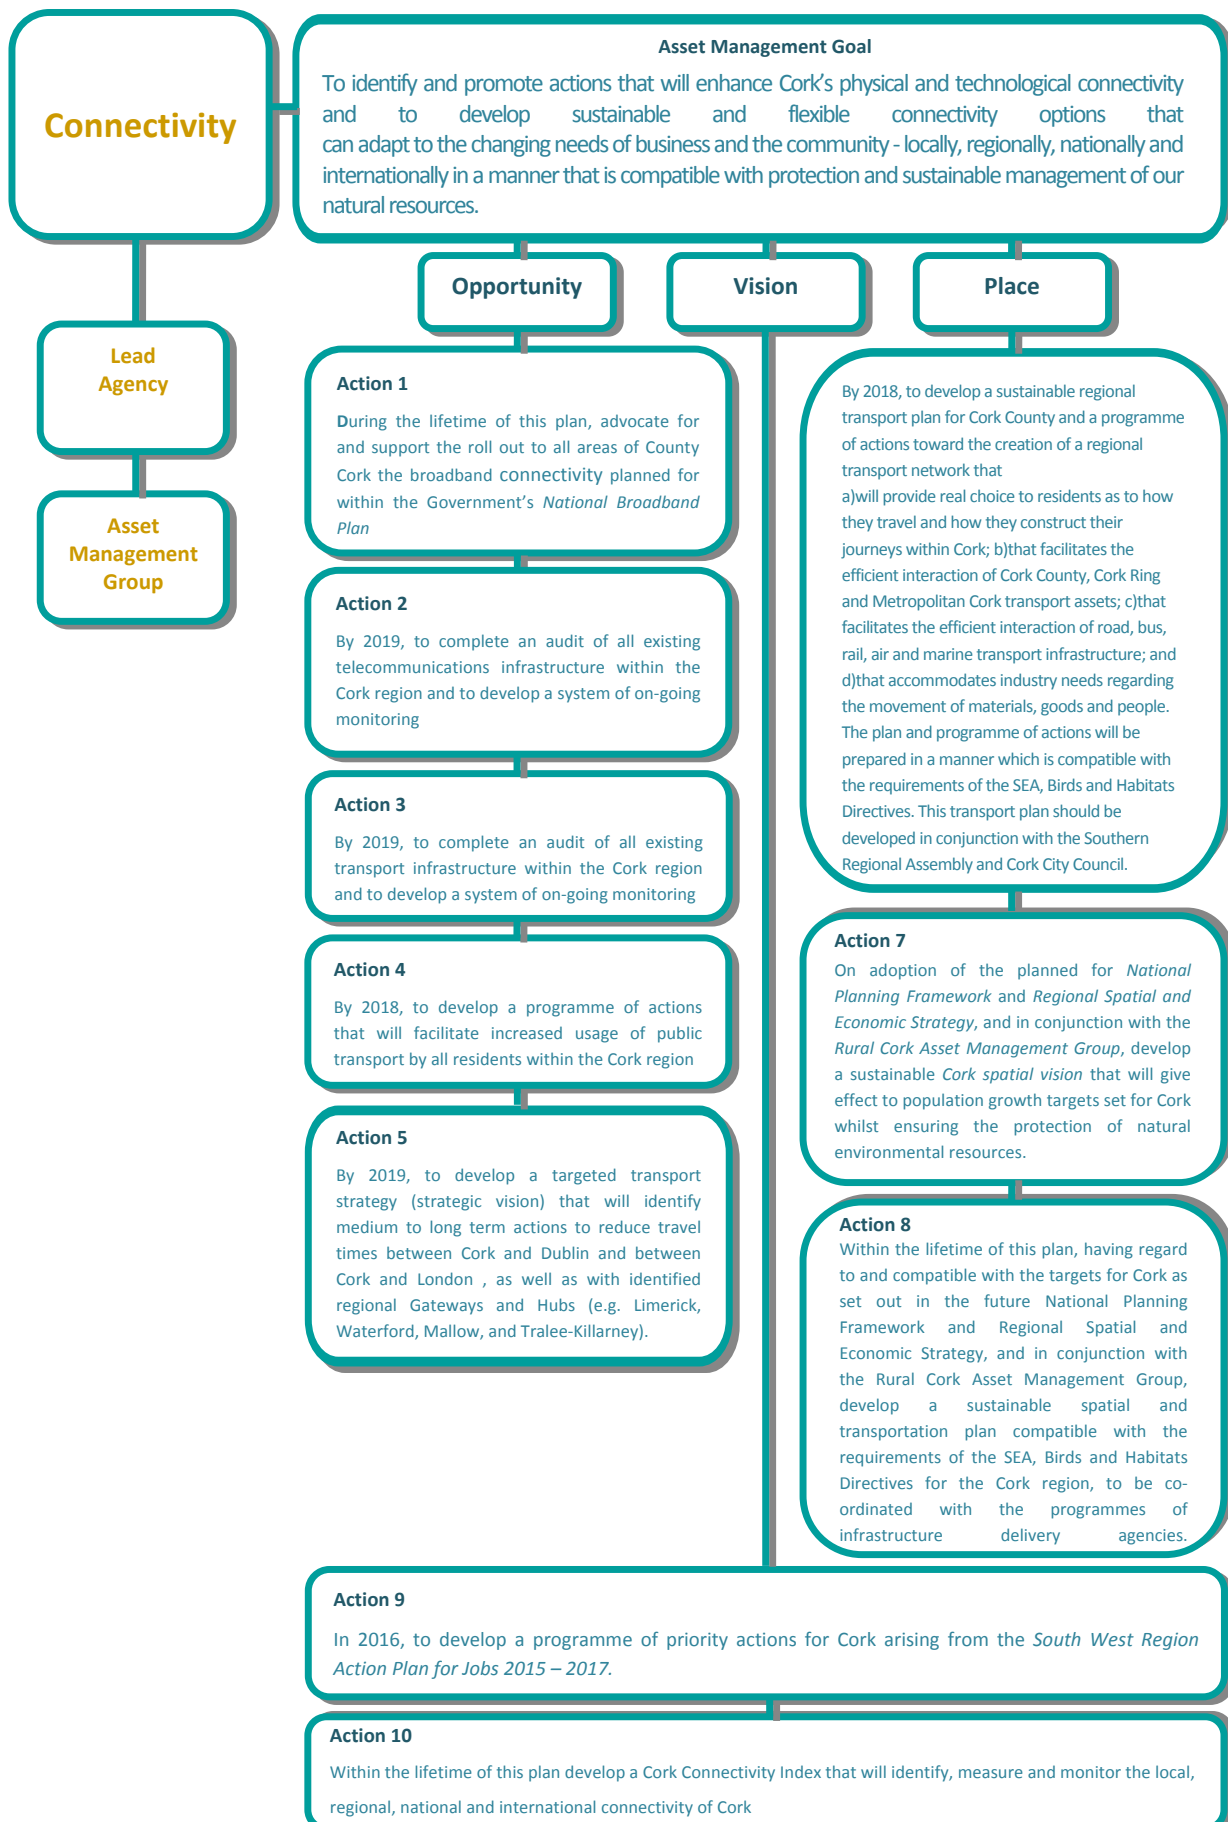 Connectivity
Asset Management Goal
To identify and promote actions that will enhance Cork's physical and technological connectivity
and to develop sustainable and flexible connectivity options that
can adapt to the changing needs of business and the community - locally, regionally, nationally and
internationally in a manner that is compatible with protection and sustainable management of our
natural resources.
Lead
Agency
Asset
Management
Group
Opportunity
Vision
Place
Action 1
During the lifetime of this plan, advocate for
and support the roll out to all areas of County
Cork the broadband connectivity planned for
within the Government's National Broadband
Plan
Action 2
By 2019, to complete an audit of all existing
telecommunications infrastructure within the
Cork region and to develop a system of on-going
monitoring
Action 3
By 2019, to complete an audit of all existing
transport infrastructure within the Cork region
and to develop a system of on-going monitoring
Action 4
By 2018, to develop a programme of actions
that will facilitate increased usage of public
transport by all residents within the Cork region
Action 5
By 2019, to develop a targeted transport
strategy (strategic vision) that will identify
medium to long term actions to reduce travel
times between Cork and Dublin and between
Cork and London , as well as with identified
regional Gateways and Hubs (e.g. Limerick,
Waterford, Mallow, and Tralee-Killarney).
By 2018, to develop a sustainable regional
transport plan for Cork County and a programme
of actions toward the creation of a regional
transport network that
a)will provide real choice to residents as to how
they travel and how they construct their
journeys within Cork; b)that facilitates the
efficient interaction of Cork County, Cork Ring
and Metropolitan Cork transport assets; c)that
facilitates the efficient interaction of road, bus,
rail, air and marine transport infrastructure; and
d)that accommodates industry needs regarding
the movement of materials, goods and people.
The plan and programme of actions will be
prepared in a manner which is compatible with
the requirements of the SEA, Birds and Habitats
Directives. This transport plan should be
developed in conjunction with the Southern
Regional Assembly and Cork City Council.
Action 7
On adoption of the planned for National
Planning Framework and Regional Spatial and
Economic Strategy, and in conjunction with the
Rural Cork Asset Management Group, develop
a sustainable Cork spatial vision that will give
effect to population growth targets set for Cork
whilst ensuring the protection of natural
environmental resources.
Action 8
Within the lifetime of this plan, having regard
to and compatible with the targets for Cork as
set out in the future National Planning
Framework and Regional Spatial and
Economic Strategy, and in conjunction with
the Rural Cork Asset Management Group,
develop a sustainable spatial and
transportation plan compatible with the
requirements of the SEA, Birds and Habitats
Directives for the Cork region, to be co-
ordinated with the programmes of
infrastructure delivery agencies.
Action 9
In 2016, to develop a programme of priority actions for Cork arising from the South West Region
Action Plan for Jobs 2015 – 2017.
Action 10
Within the lifetime of this plan develop a Cork Connectivity Index that will identify, measure and monitor the local,
regional, national and international connectivity of Cork